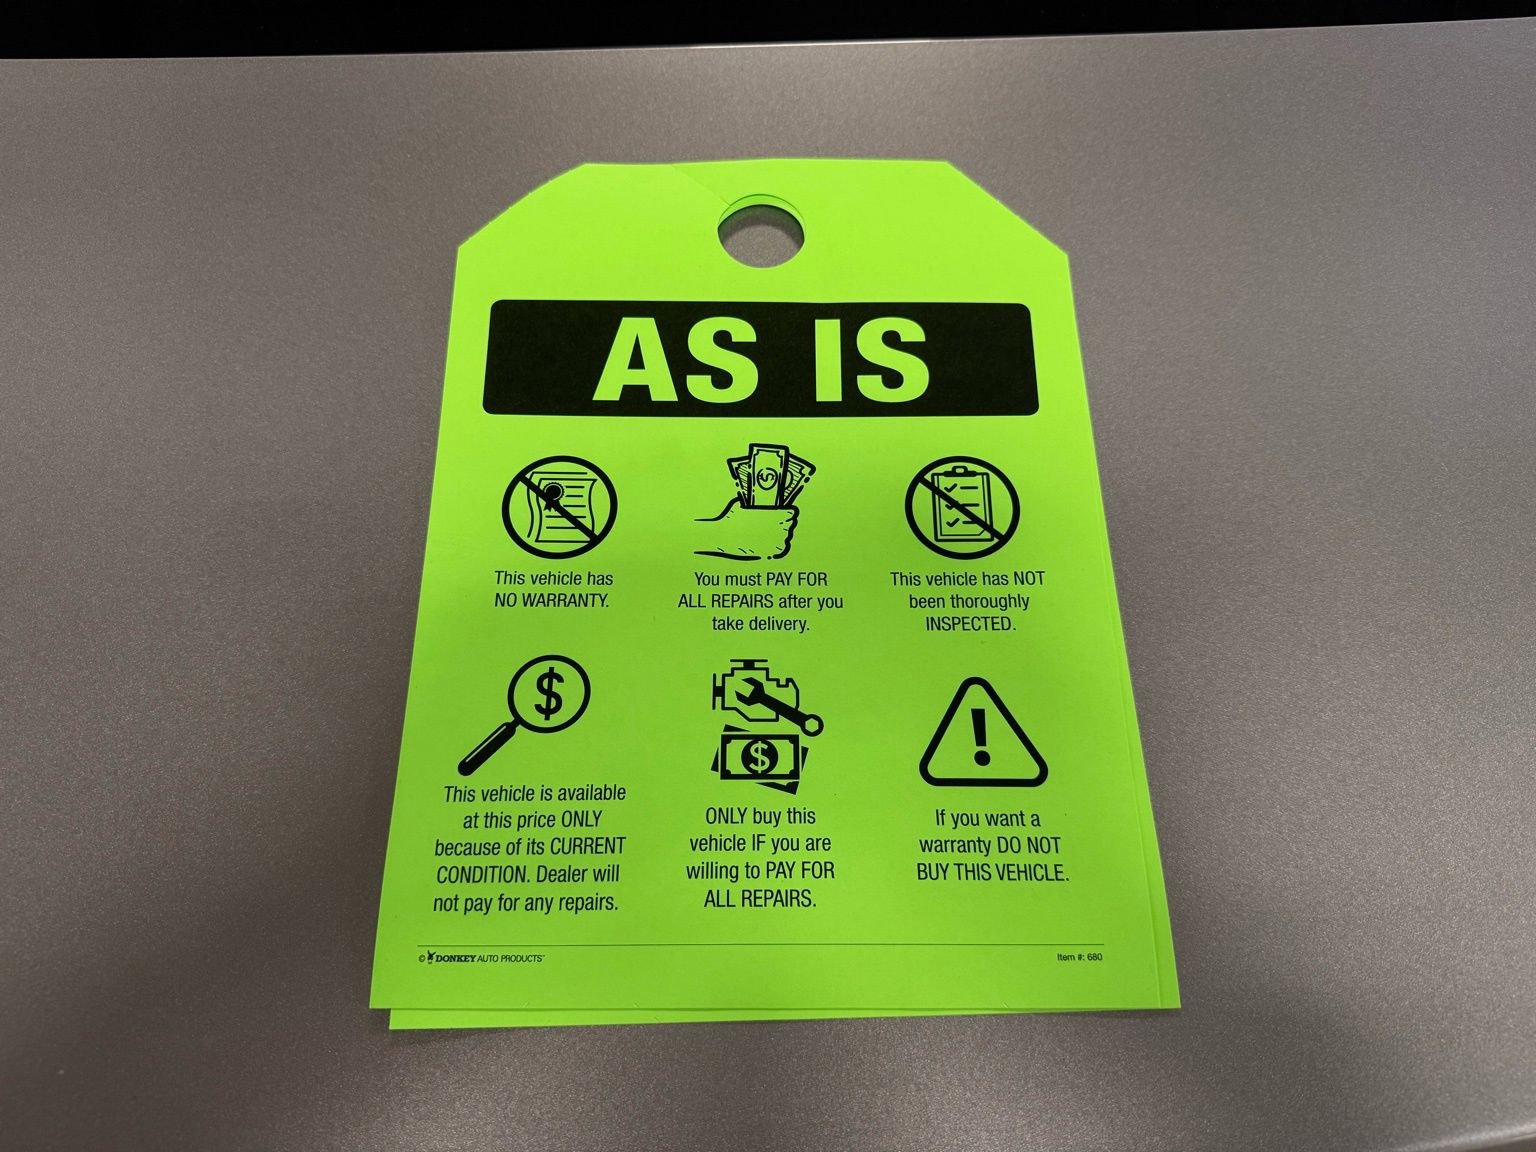 AS IS
This vehicle has
NO WARRANTY.
You must PAY FOR
ALL REPAIRS after you
take delivery.
This vehicle has NOT
been thoroughly
INSPECTED.
$
This vehicle is available
at this price ONLY
because of its CURRENT
CONDITION. Dealer will
not pay for any repairs.
$
ONLY buy this
vehicle IF you are
willing to PAY FOR
ALL REPAIRS.
!
If you want a
warranty DO NOT
BUY THIS VEHICLE.
© DONKEY AUTO PRODUCTS™
Item #: 680